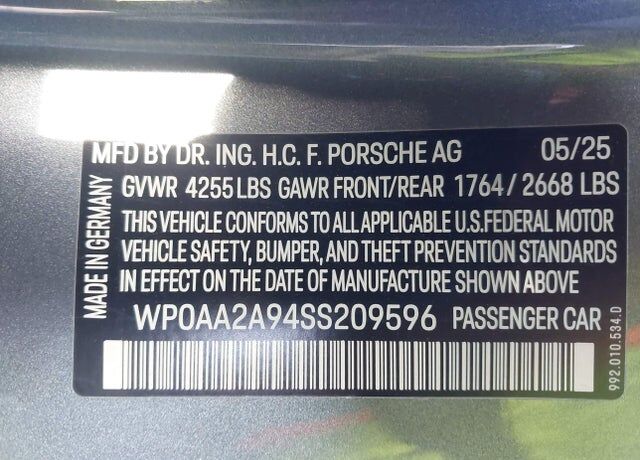 MFD BY DR. ING. H.C. F. PORSCHE AG 05/25
GVWR 4255 LBS GAWR FRONT/REAR 1764 / 2668 LBS
THIS VEHICLE CONFORMS TO ALL APPLICABLE U.S. FEDERAL MOTOR
VEHICLE SAFETY, BUMPER, AND THEFT PREVENTION STANDARDS
IN EFFECT ON THE DATE OF MANUFACTURE SHOWN ABOVE
WP0AA2A94SS209596 PASSENGER CAR
MADE IN GERMANY
992.010.534.D